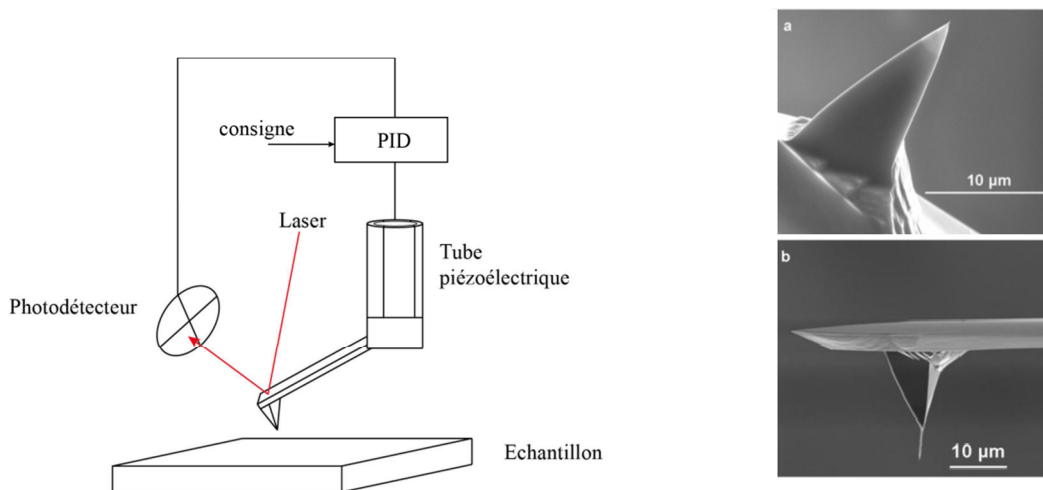 consigne
PID
Laser
Tube
piézoélectrique
Photodétecteur
Echantillon
a
10 µm
b
10 µm